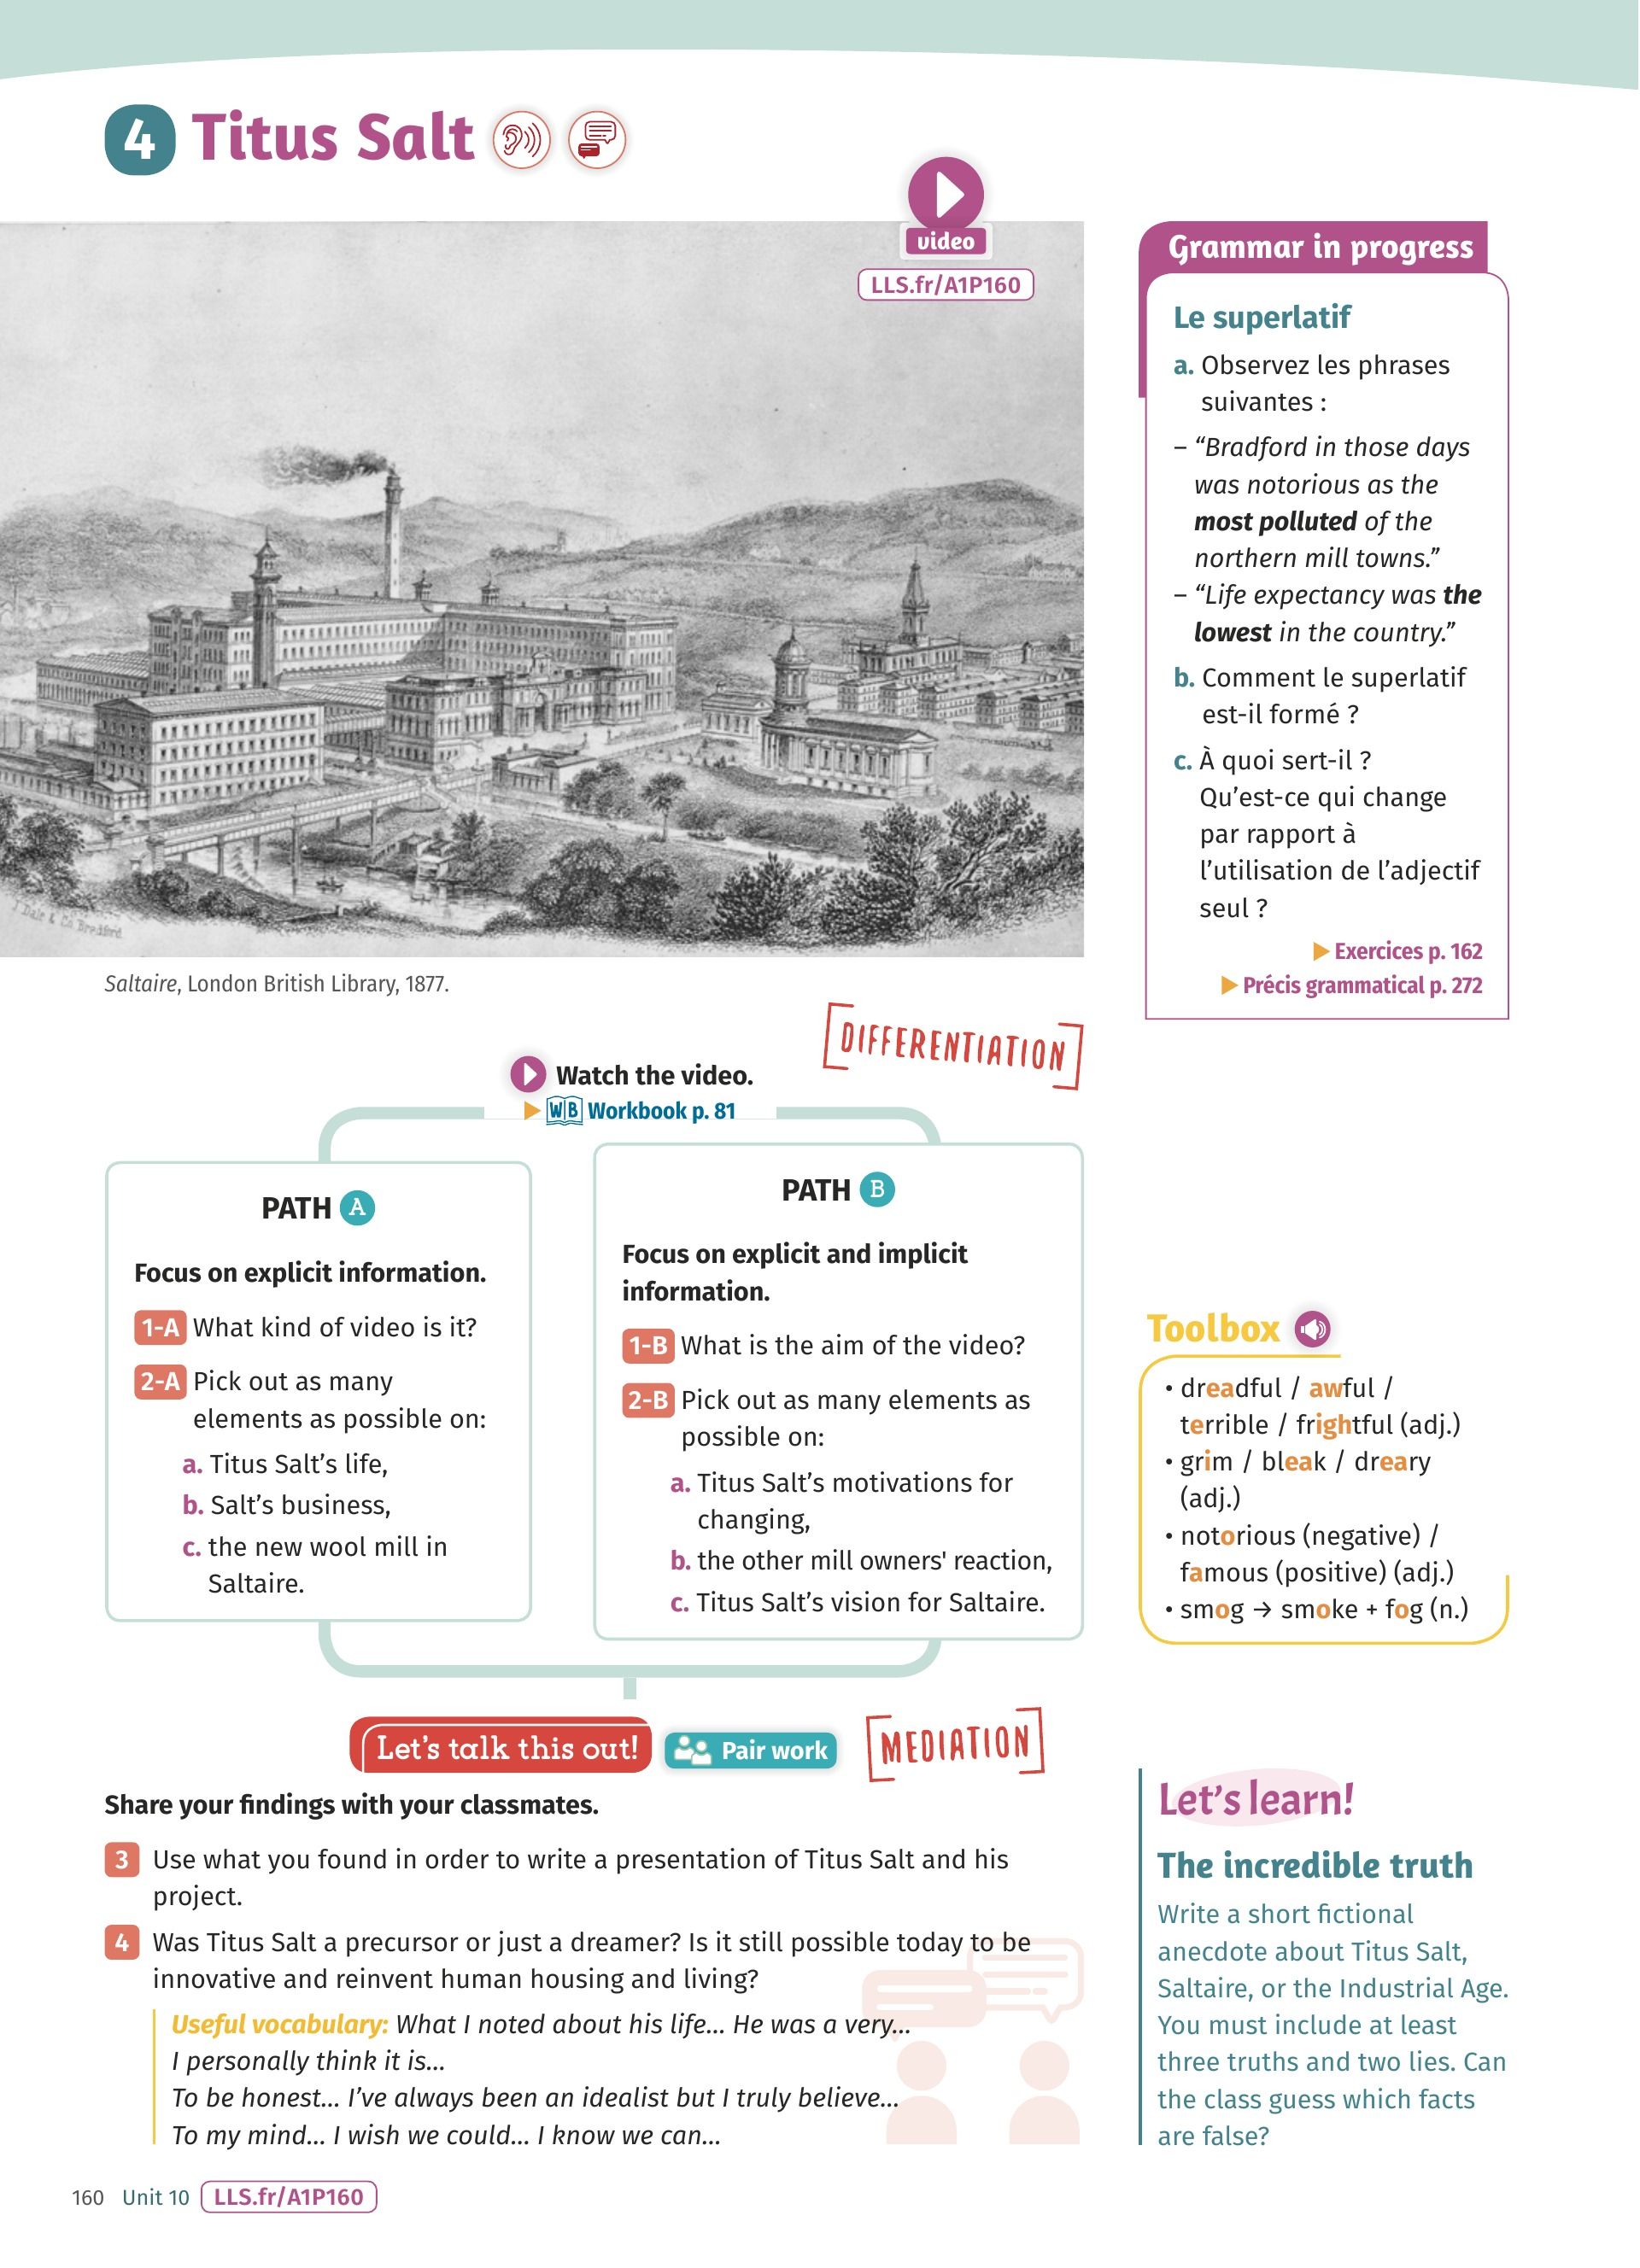 4 Titus Salt
video
LLS.fr/A1P160
J Dale & Co Bradford
Saltaire, London British Library, 1877.
Grammar in progress
Le superlatif
a. Observez les phrases
suivantes :
– “Bradford in those days
was notorious as the
most polluted of the
northern mill towns.”
– “Life expectancy was the
lowest in the country.”
b. Comment le superlatif
est-il formé ?
c. À quoi sert-il ?
Qu’est-ce qui change
par rapport à
l’utilisation de l’adjectif
seul ?
Exercices p. 162
Précis grammatical p. 272
DIFFERENTIATION
Watch the video.
WB Workbook p. 81
PATH A
Focus on explicit information.
1-A What kind of video is it?
2-A Pick out as many
elements as possible on:
a. Titus Salt’s life,
b. Salt’s business,
c. the new wool mill in
Saltaire.
PATH B
Focus on explicit and implicit
information.
1-B What is the aim of the video?
2-B Pick out as many elements as
possible on:
a. Titus Salt’s motivations for
changing,
b. the other mill owners' reaction,
c. Titus Salt’s vision for Saltaire.
Toolbox
• dreadful / awful /
terrible / frightful (adj.)
• grim / bleak / dreary
(adj.)
• notorious (negative) /
famous (positive) (adj.)
• smog → smoke + fog (n.)
Let’s talk this out!
Pair work
MEDIATION
Share your findings with your classmates.
3 Use what you found in order to write a presentation of Titus Salt and his
project.
4 Was Titus Salt a precursor or just a dreamer? Is it still possible today to be
innovative and reinvent human housing and living?
Useful vocabulary: What I noted about his life... He was a very...
I personally think it is...
To be honest... I’ve always been an idealist but I truly believe...
To my mind... I wish we could... I know we can...
Let’s learn!
The incredible truth
Write a short fictional
anecdote about Titus Salt,
Saltaire, or the Industrial Age.
You must include at least
three truths and two lies. Can
the class guess which facts
are false?
160 Unit 10 LLS.fr/A1P160